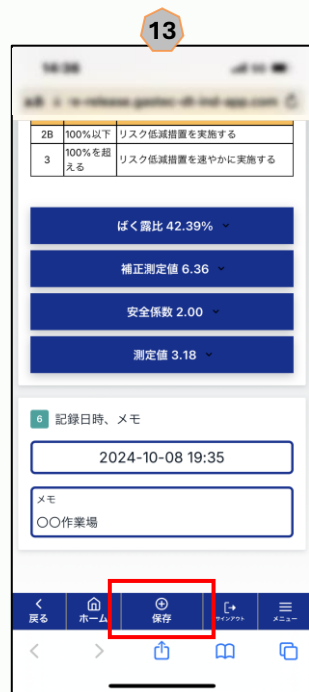 13
14:36
2B 100%以下 リスク低減措置を実施する
3 100%を超
える リスク低減措置を速やかに実施する
ばく露比 42.39%
補正測定値 6.36
安全係数 2.00
測定値 3.18
6 記録日時、メモ
2024-10-08 19:35
メモ
〇〇作業場
戻る ホーム 保存 サインアウト メニュー